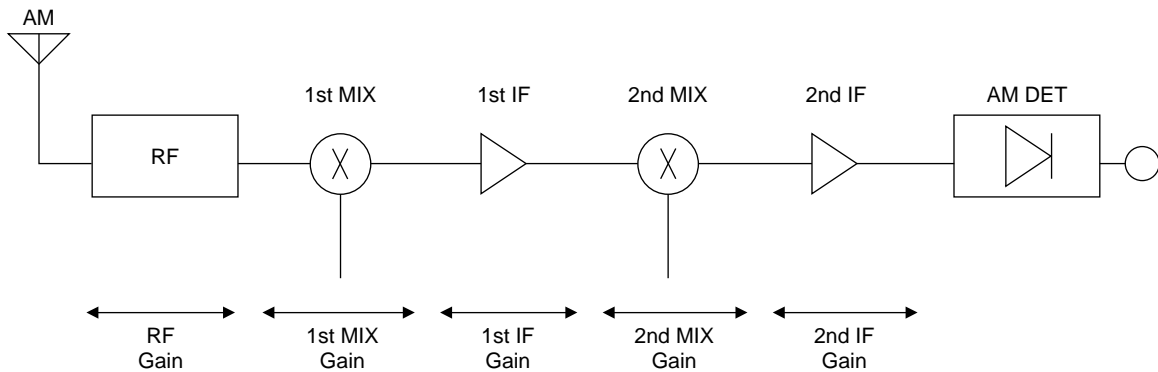 AM
1st MIX
1st IF
2nd MIX
2nd IF
AM DET
RF
RF
Gain
1st MIX
Gain
1st IF
Gain
2nd MIX
Gain
2nd IF
Gain